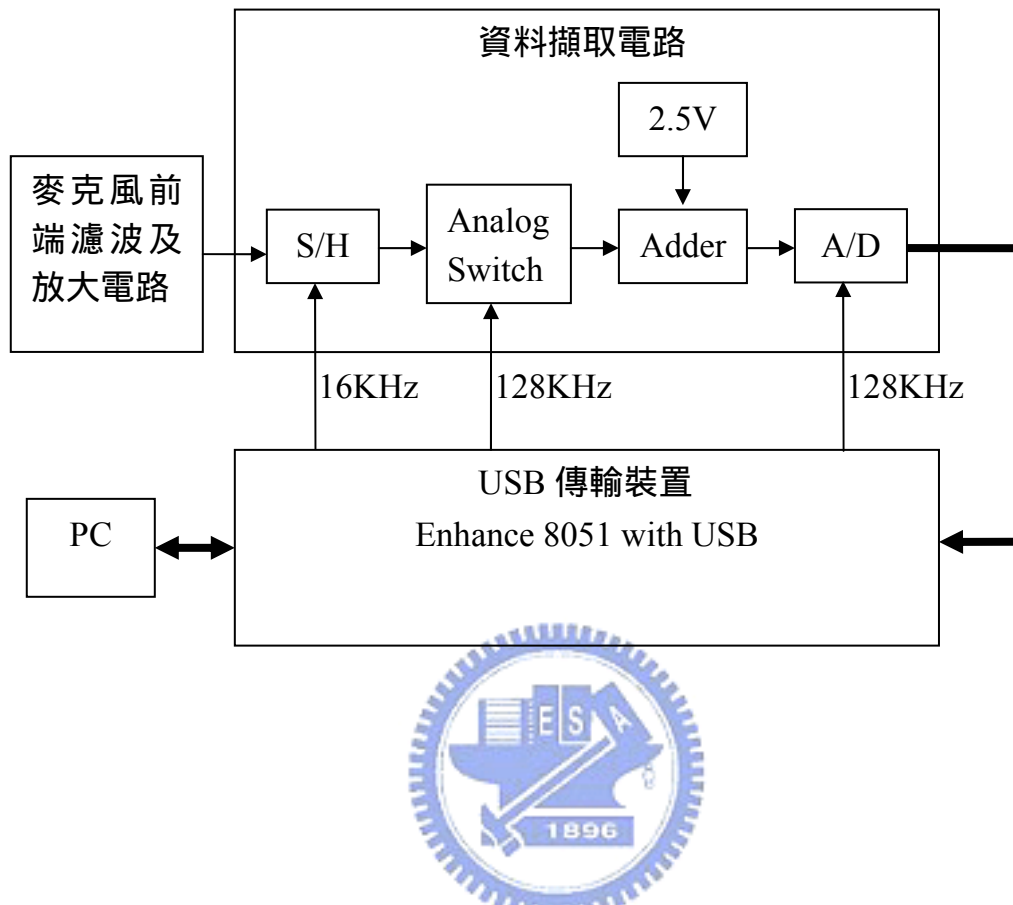 資料擷取電路
2.5V
麥克風前
端濾波及
放大電路
S/H
Analog
Switch
Adder
A/D
16KHz
128KHz
128KHz
USB 傳輸裝置
Enhance 8051 with USB
PC
E S A
1896